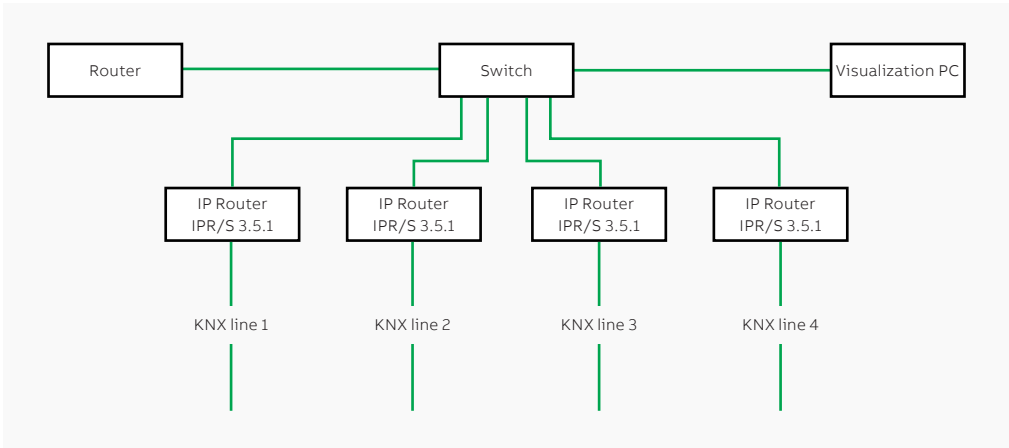 Router
Switch
Visualization PC
IP Router
IPR/S 3.5.1
IP Router
IPR/S 3.5.1
IP Router
IPR/S 3.5.1
IP Router
IPR/S 3.5.1
KNX line 1
KNX line 2
KNX line 3
KNX line 4